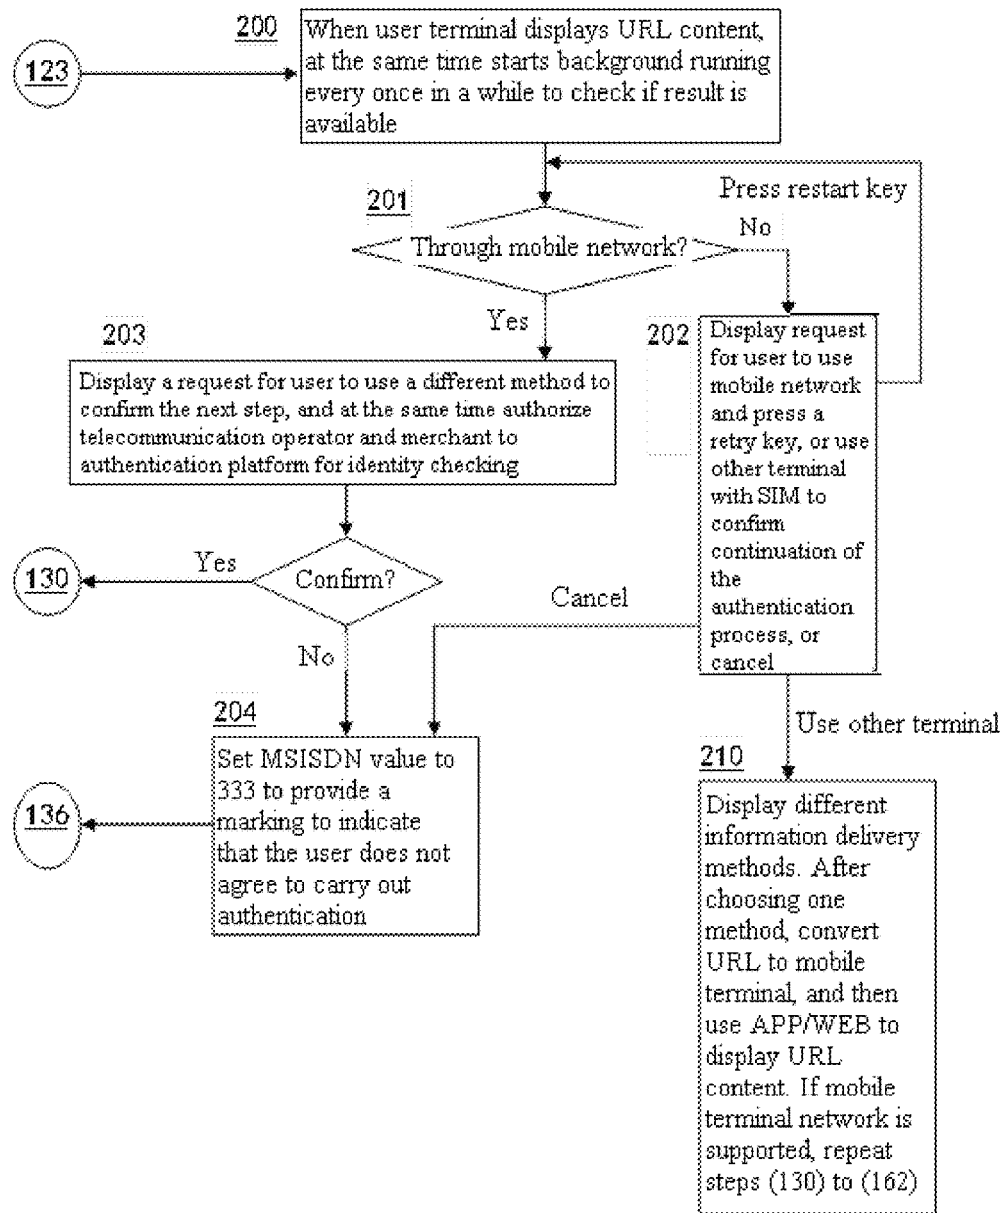 200
When user terminal displays URL content,
at the same time starts background running
every once in a while to check if result is
available
123
Press restart key
201
Through mobile network?
No
Yes
203
Display a request for user to use a different method to
confirm the next step, and at the same time authorize
telecommunication operator and merchant to
authentication platform for identity checking
202
Display request
for user to use
mobile network
and press a
retry key, or use
other terminal
with SIM to
confirm
continuation of
the
authentication
process, or
cancel
Confirm?
Yes
130
No
Cancel
204
Set MSISDN value to
333 to provide a
marking to indicate
that the user does not
agree to carry out
authentication
136
Use other terminal
210
Display different
information delivery
methods. After
choosing one
method, convert
URL to mobile
terminal, and then
use APP/WEB to
display URL
content. If mobile
terminal network is
supported, repeat
steps (130) to (162)